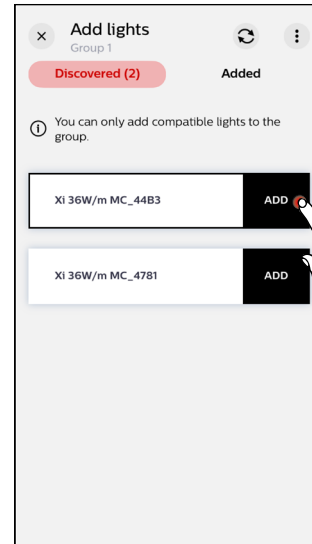 Add lights
Group 1
Discovered (2)
Added
You can only add compatible lights to the
group.
Xi 36W/m MC_44B3
ADD
Xi 36W/m MC_4781
ADD